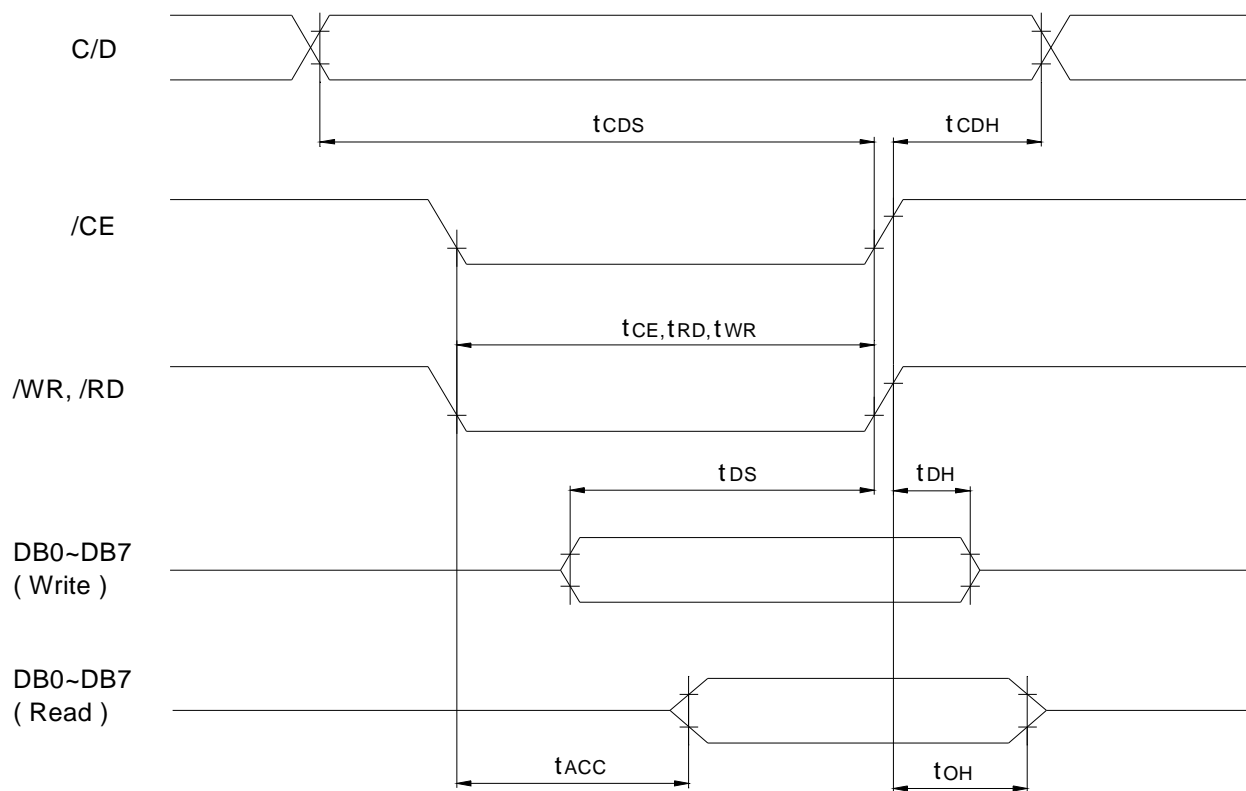 C/D
tCDS
tCDH
/CE
tCE,tRD,tWR
/WR, /RD
tDS
tDH
DB0~DB7
( Write )
DB0~DB7
( Read )
tACC
tOH